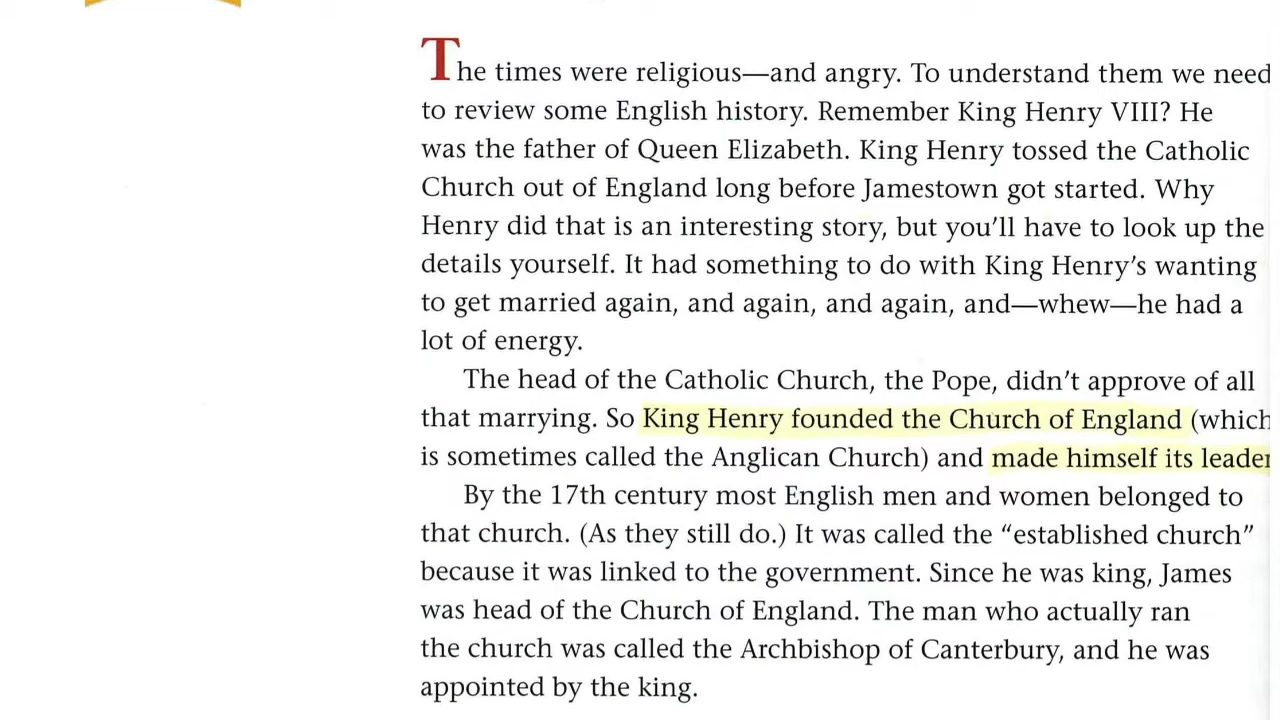 The times were religious—and angry. To understand them we need
to review some English history. Remember King Henry VIII? He
was the father of Queen Elizabeth. King Henry tossed the Catholic
Church out of England long before Jamestown got started. Why
Henry did that is an interesting story, but you’ll have to look up the
details yourself. It had something to do with King Henry’s wanting
to get married again, and again, and again, and—whew—he had a
lot of energy.
The head of the Catholic Church, the Pope, didn’t approve of all
that marrying. So King Henry founded the Church of England (which
is sometimes called the Anglican Church) and made himself its leader
By the 17th century most English men and women belonged to
that church. (As they still do.) It was called the “established church”
because it was linked to the government. Since he was king, James
was head of the Church of England. The man who actually ran
the church was called the Archbishop of Canterbury, and he was
appointed by the king.